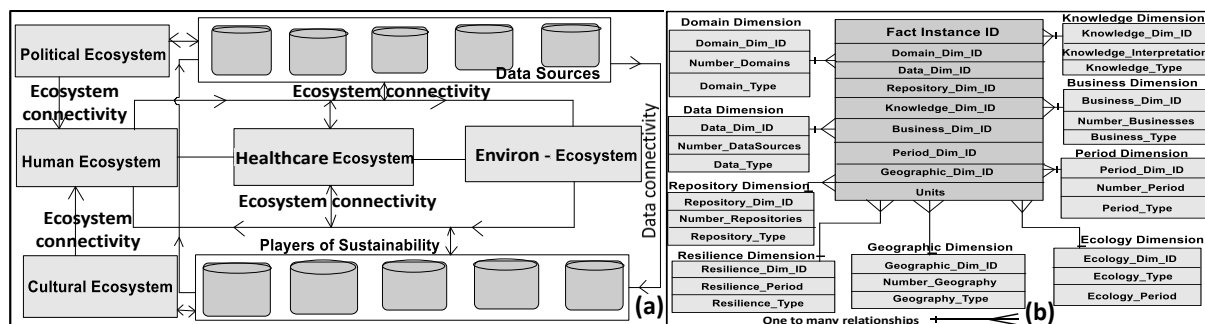 Political Ecosystem
Data Sources
Ecosystem
connectivity
Ecosystem connectivity
Human Ecosystem
Healthcare Ecosystem
Environ - Ecosystem
Ecosystem
connectivity
Ecosystem connectivity
Data connectivity
Players of Sustainability
Cultural Ecosystem
(a)
(b)
Domain Dimension
Domain_Dim_ID
Number_Domains
Domain_Type
Data Dimension
Data_Dim_ID
Number_DataSources
Data_Type
Repository Dimension
Repository_Dim_ID
Number_Repositories
Repository_Type
Resilience Dimension
Resilience_Dim_ID
Resilience_Period
Resilience_Type
Fact Instance ID
Domain_Dim_ID
Data_Dim_ID
Repository_Dim_ID
Knowledge_Dim_ID
Business_Dim_ID
Period_Dim_ID
Geographic_Dim_ID
Units
Geographic Dimension
Geographic_Dim_ID
Number_Geography
Geography_Type
Knowledge Dimension
Knowledge_Dim_ID
Knowledge_Interpretation
Knowledge_Type
Business Dimension
Business_Dim_ID
Number_Businesses
Business_Type
Period Dimension
Period_Dim_ID
Number_Period
Period_Type
Ecology Dimension
Ecology_Dim_ID
Ecology_Type
Ecology_Period
One to many relationships
(b)